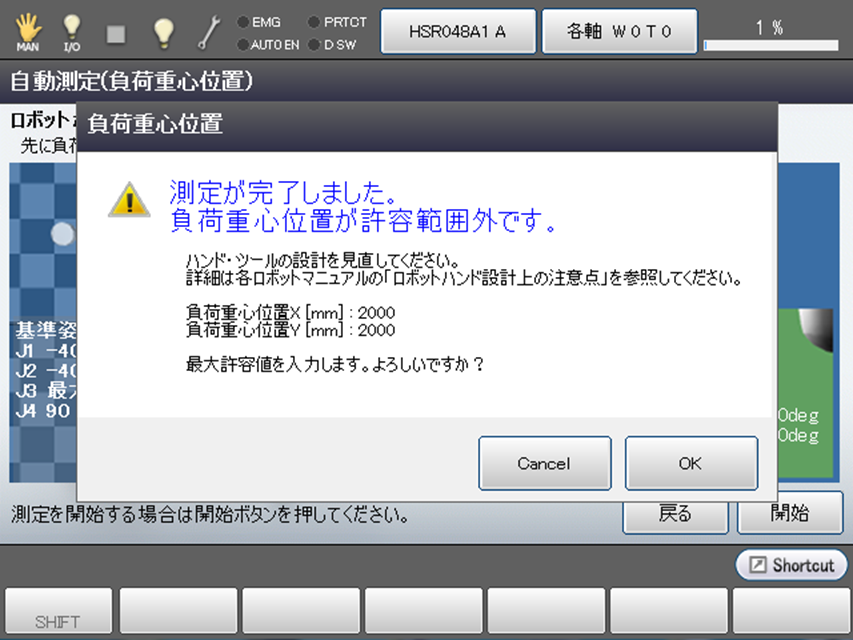 MAN
I/O
EMG
PRTCT
AUTO EN
D SW
HSR048A1 A
各軸 W0T0
1 %
自動測定(負荷重心位置)
ロボット
負荷重心位置
先に負荷
測定が完了しました。
負荷重心位置が許容範囲外です。
ハンド・ツールの設計を見直してください。
詳細は各ロボットマニュアルの「ロボットハンド設計上の注意点」を参照してください。
負荷重心位置X [mm] : 2000
負荷重心位置Y [mm] : 2000
最大許容値を入力します。よろしいですか？
基準姿
J1 -40
J2 -40
J3 最大
J4 90
0deg
0deg
Cancel
OK
測定を開始する場合は開始ボタンを押してください。
戻る
開始
Shortcut
SHIFT